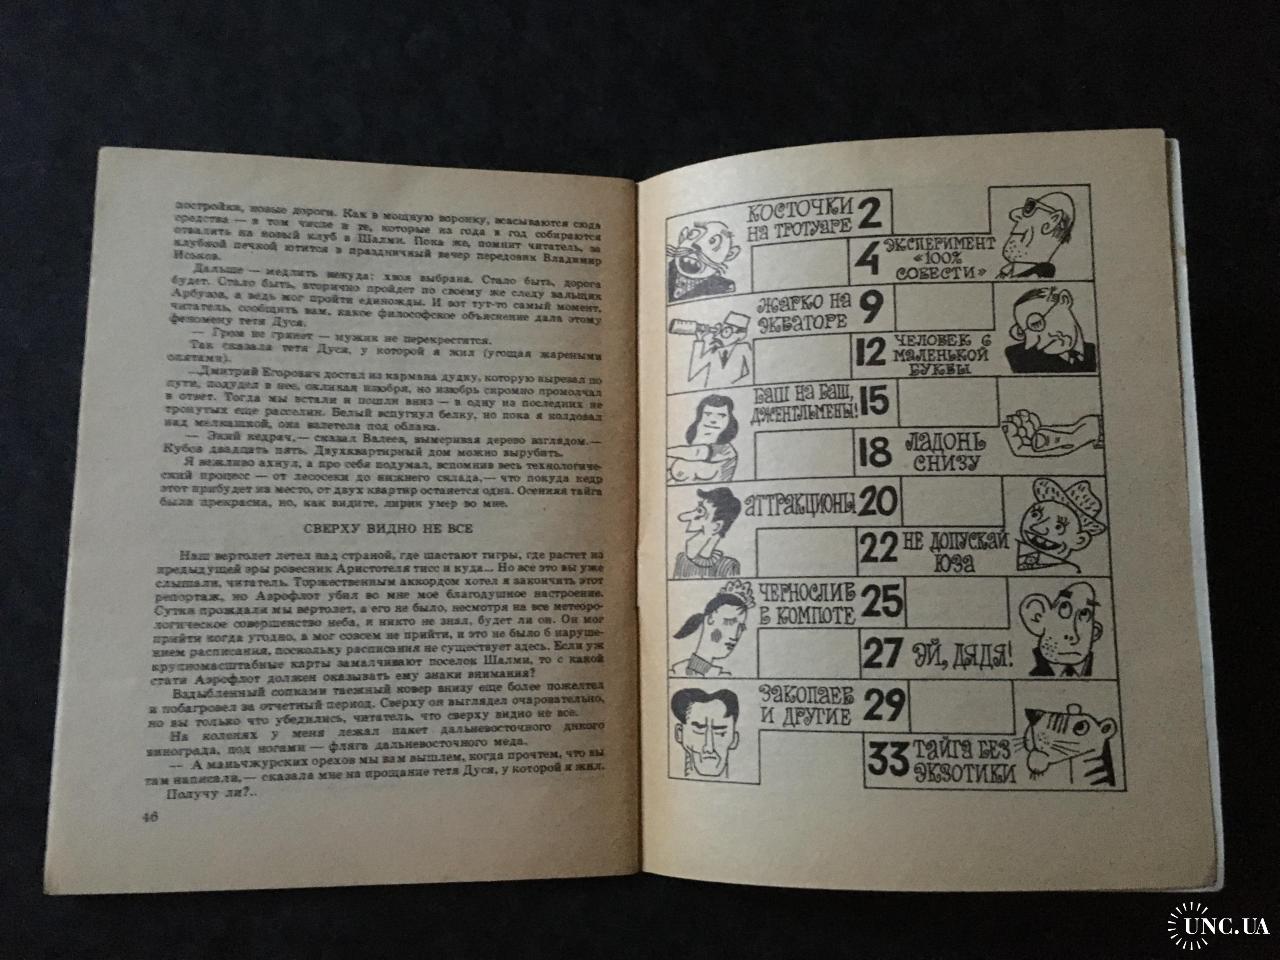 постройки, новые дороги. Как в мощную воронку, всасываются сюда
средства — в том числе и те, которые из года в год собираются
отвалить на новый клуб в Шалми. Пока же, помнит читатель, за
клубной печкой ютится в праздничный вечер передовик Владимир
Иськов.
Дальше — медлить некуда: хвоя выбрана. Стало быть, дорога
будет. Стало быть, вторично пройдет по своему же следу вальщик
Арбузов, а ведь мог пройти единожды. И вот тут-то самый момент,
читатель, сообщить вам, какое философское объяснение дала этому
феномену тетя Дуся.
— Гром не грянет — мужик не перекрестится.
Так сказала тетя Дуся, у которой я жил (угощая жареными
опятами).
...Дмитрий Егорович достал из кармана дудку, которую вырезал по
пути, подудел в нее, окликая изюбря, но изюбрь скромно промолчал
в ответ. Тогда мы встали и пошли вниз — в одну из последних не
тронутых еще расселин. Белый вспугнул белку, но пока я колдовал
над мелкашкой, она взлетела под облака.
— Экий кедрач,— сказал Валеев, вымеривая дерево взглядом.—
Кубов двадцать пять. Двухквартирный дом можно вырубить.
Я вежливо ахнул, а про себя подумал, вспомнив весь технологиче-
ский процесс — от лесосеки до нижнего склада,— что покуда кедр
этот прибудет на место, от двух квартир останется одна. Осенняя тайга
была прекрасна, но, как видите, лирик умер во мне.
СВЕРХУ ВИДНО НЕ ВСЕ
Наш вертолет летел над страной, где шастают тигры, где растет из
предыдущей эры ровесник Аристотеля тисс и куда... Но все это вы уже
слышали, читатель. Торжественным аккордом хотел я закончить этот
репортаж, но Аэрофлот убил во мне мое благодушное настроение.
Сутки прождали мы вертолет, а его не было, несмотря на все метеоро-
логическое совершенство неба, и никто не знал, будет ли он. Он мог
прийти когда угодно, а мог совсем не прийти, и это не было б наруше-
нием расписания, поскольку расписания не существует здесь. Если уж
крупномасштабные карты замалчивают поселок Шалми, то с какой
стати Аэрофлот должен оказывать ему знаки внимания?
Вздыбленный сопками таежный ковер внизу еще более пожелтел
и побагровел за отчетный период. Сверху он выглядел очаровательно,
но вы только что убедились, читатель, что сверху видно не все.
На коленях у меня лежал пакет дальневосточного дикого
винограда, под ногами — фляга дальневосточного меда.
— А маньчжурских орехов мы вам вышлем, когда прочтем, что вы
там написали,— сказала мне на прощание тетя Дуся, у которой я жил.
Получу ли?..
46
КОСТОЧКИ
НА ТРОТУАРЕ 2
4 ЭКСПЕРИМЕНТ
«100%
СОВЕСТИ»
ЖАРКО НА
ЭКВАТОРЕ 9
12 ЧЕЛОВЕК С
МАЛЕНЬКОЙ
БУКВЫ
БАШ НА БАШ,
ДЖЕНТЛЬМЕНЫ! 15
18 ЛАДОНЬ
СНИЗУ
АТТРАКЦИОНЫ 20
22 НЕ ДОПУСКАЙ
ЮЗА
ЧЕРНОСЛИВ
В КОМПОТЕ 25
27 ЭЙ, ДЯДЯ!
ЗАКОПАЕВ
И ДРУГИЕ 29
33 ТАЙГА БЕЗ
ЭКЗОТИКИ
UNC.UA